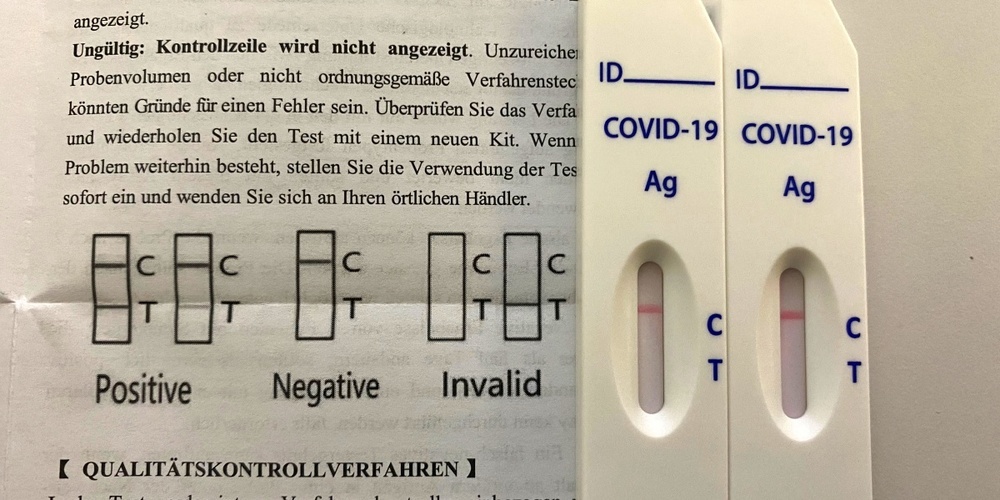 angezeigt.
Ungültig: Kontrollzeile wird nicht angezeigt. Unzureiche
Probenvolumen oder nicht ordnungsgemäße Verfahrenstec
könnten Gründe für einen Fehler sein. Überprüfen Sie das Verfa
und wiederholen Sie den Test mit einem neuen Kit. Wenn
Problem weiterhin besteht, stellen Sie die Verwendung der Tes
sofort ein und wenden Sie sich an Ihren örtlichen Händler.
C C C C C
T T T T T
Positive Negative Invalid
【 QUALITÄTSKONTROLLVERFAHREN 】
ID
COVID-19
Ag
C
T
ID
COVID-19
Ag
C
T